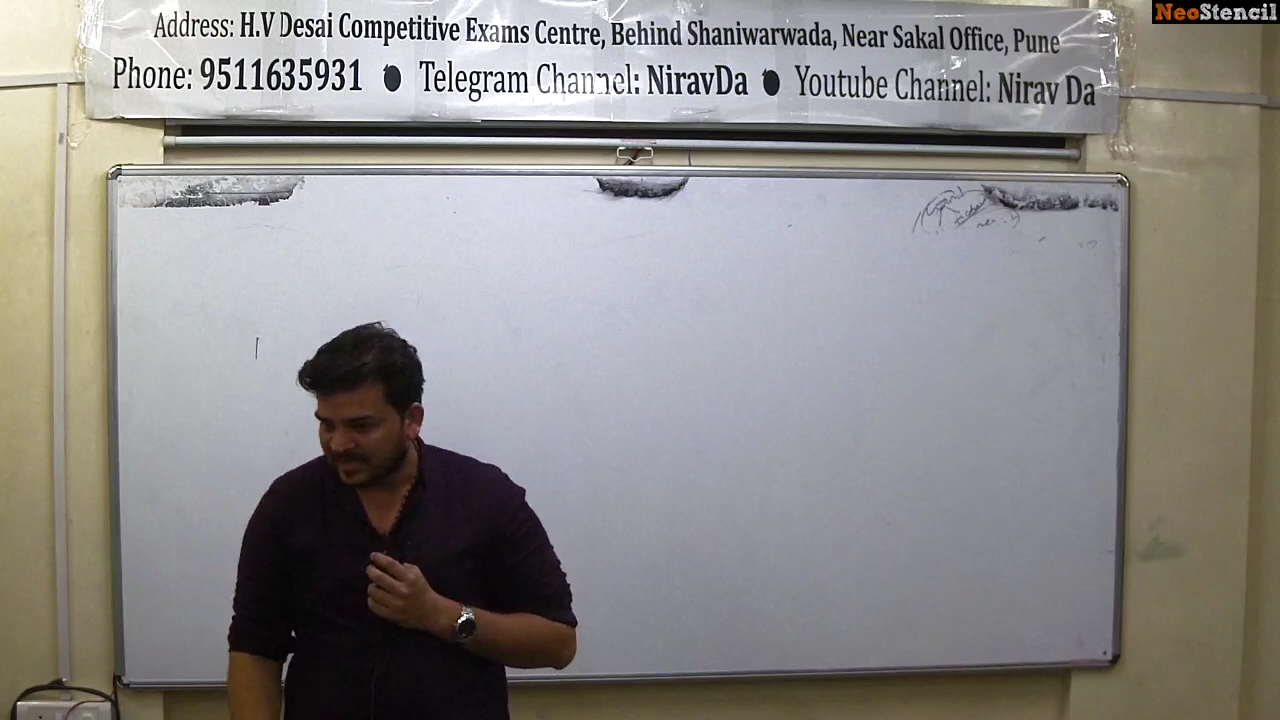 NeoStencil
Address: H.V Desai Competitive Exams Centre, Behind Shaniwarwada, Near Sakal Office, Pune
Phone: 9511635931 ● Telegram Channel: NiravDa ● Youtube Channel: Nirav Da